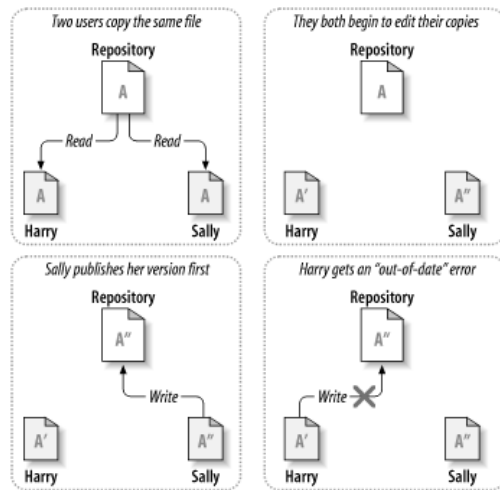 Two users copy the same file
Repository
A
Read Read
A A
Harry Sally
They both begin to edit their copies
Repository
A
A' A"
Harry Sally
Sally publishes her version first
Repository
A"
Write
A' A"
Harry Sally
Harry gets an “out-of-date” error
Repository
A"
Write
A' A"
Harry Sally